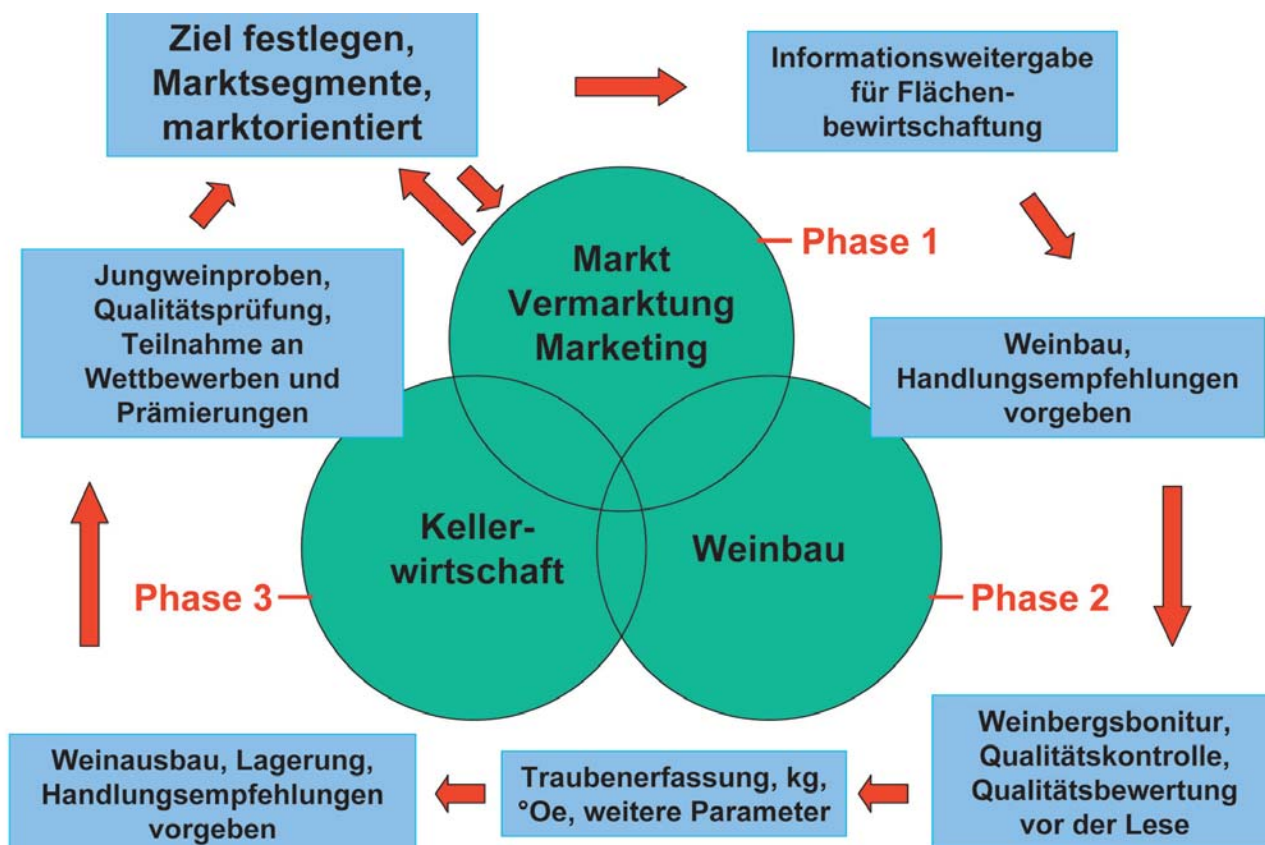 Ziel festlegen,
Marktsegmente,
marktorientiert
Informationsweitergabe
für Flächen-
bewirtschaftung
Phase 1
Markt
Vermarktung
Marketing
Jungweinproben,
Qualitätsprüfung,
Teilnahme an
Wettbewerben und
Prämierungen
Weinbau,
Handlungsempfehlungen
vorgeben
Keller-
wirtschaft
Weinbau
Phase 3
Phase 2
Weinausbau, Lagerung,
Handlungsempfehlungen
vorgeben
Traubenerfassung, kg,
°Oe, weitere Parameter
Weinbergsbonitur,
Qualitätskontrolle,
Qualitätsbewertung
vor der Lese